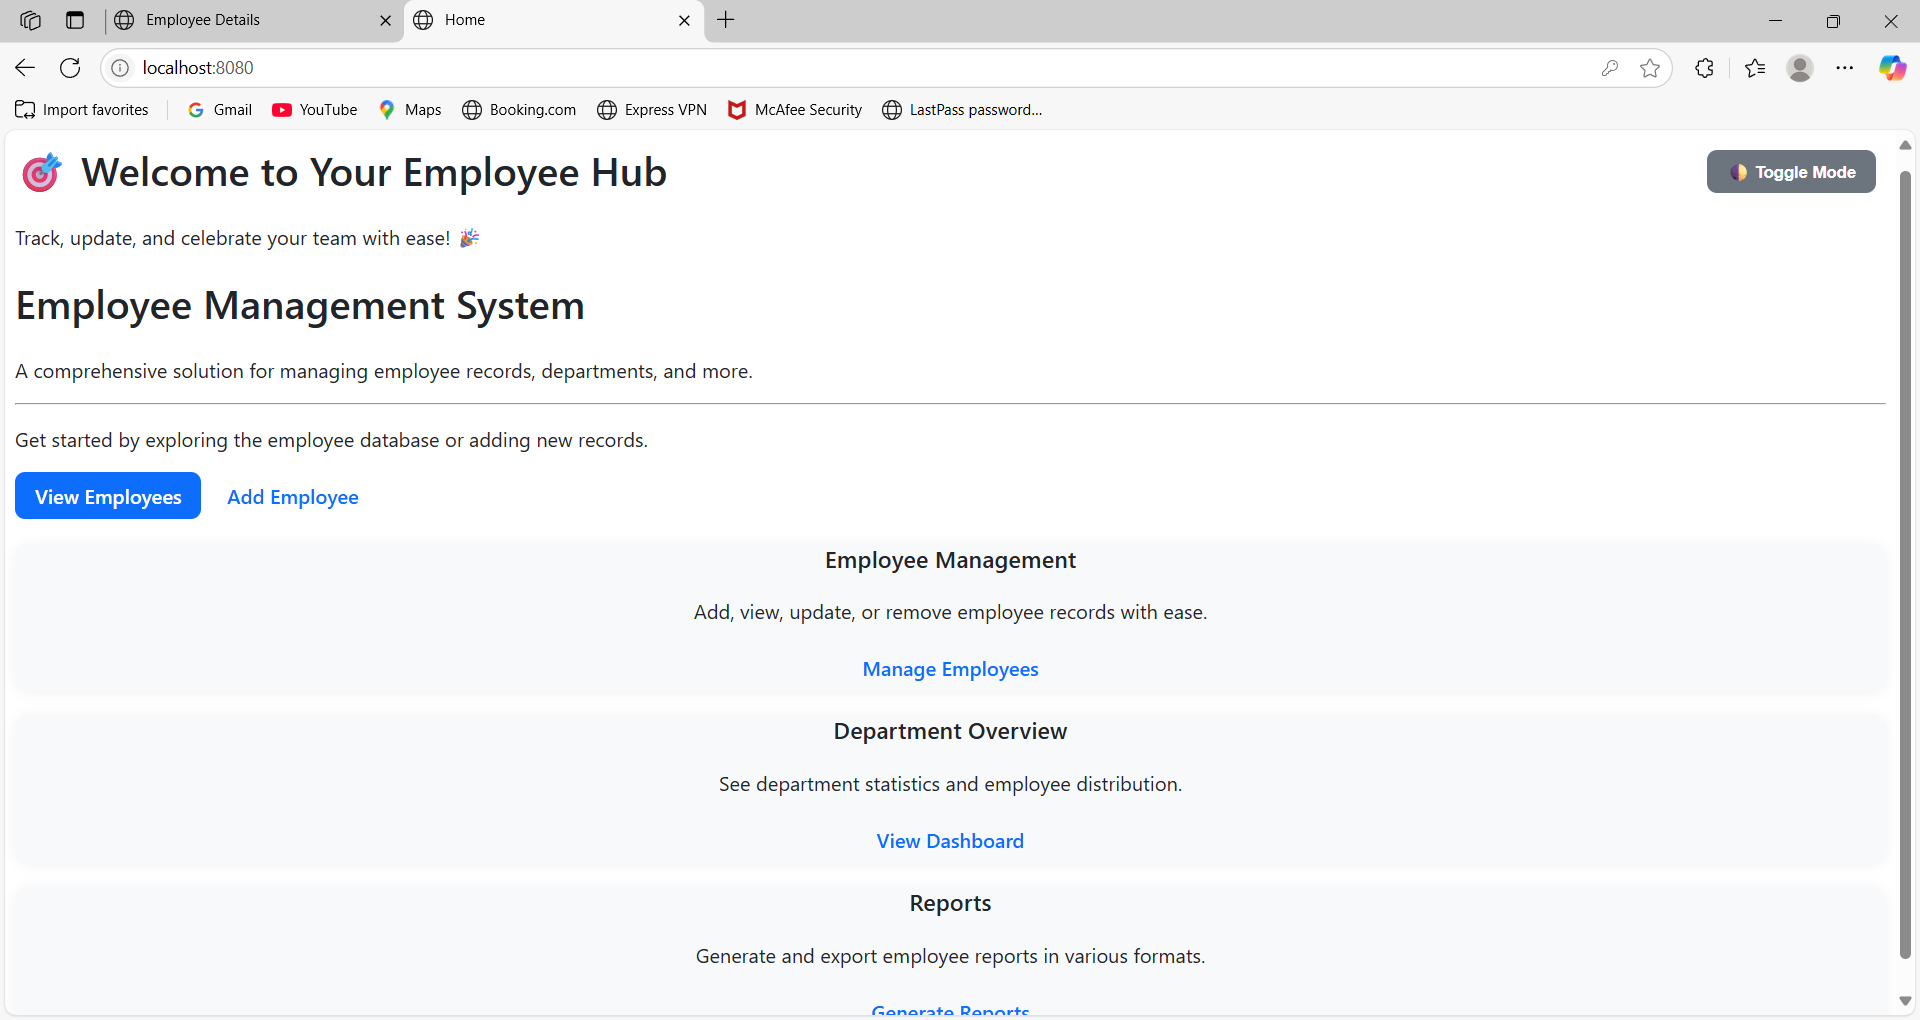 Employee Details
Home
localhost:8080
Import favorites
Gmail
YouTube
Maps
Booking.com
Express VPN
McAfee Security
LastPass password...
Welcome to Your Employee Hub
Toggle Mode
Track, update, and celebrate your team with ease!
Employee Management System
A comprehensive solution for managing employee records, departments, and more.
Get started by exploring the employee database or adding new records.
View Employees
Add Employee
Employee Management
Add, view, update, or remove employee records with ease.
Manage Employees
Department Overview
See department statistics and employee distribution.
View Dashboard
Reports
Generate and export employee reports in various formats.
Generate Reports